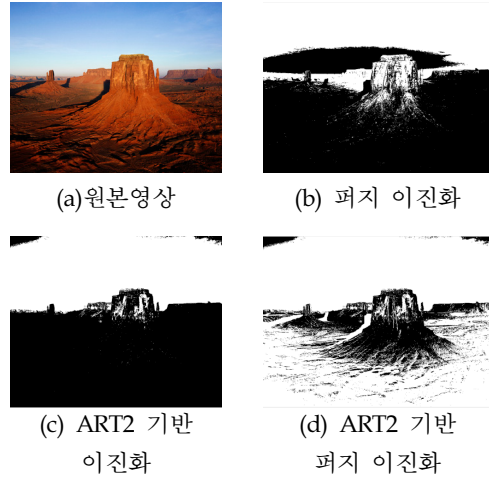 (a)원본영상
(b) 퍼지 이진화
(c) ART2 기반
이진화
(d) ART2 기반
퍼지 이진화